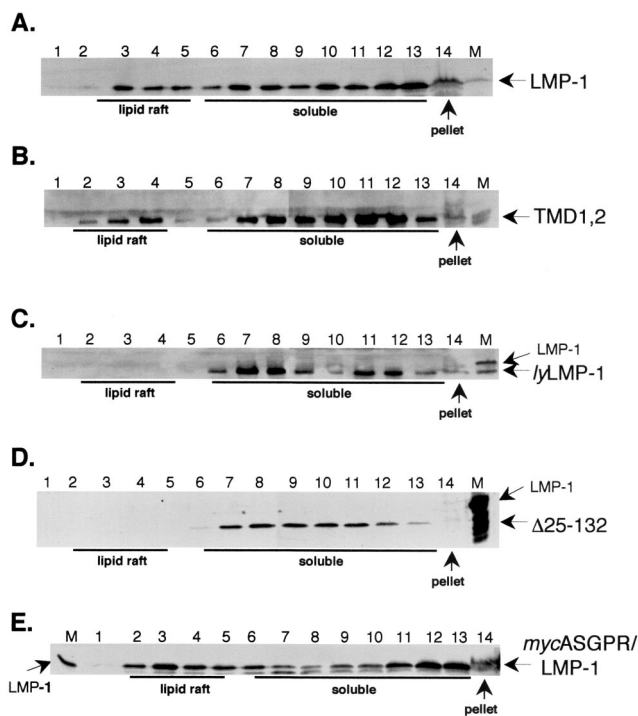 A.
1 2 3 4 5 6 7 8 9 10 11 12 13 14 M
LMP-1
lipid raft soluble
pellet
B.
1 2 3 4 5 6 7 8 9 10 11 12 13 14 M
TMD1,2
lipid raft soluble
pellet
C.
1 2 3 4 5 6 7 8 9 10 11 12 13 14 M
LMP-1
lyLMP-1
lipid raft soluble
pellet
D.
1 2 3 4 5 6 7 8 9 10 11 12 13 14 M
LMP-1
Δ25-132
lipid raft soluble
pellet
E.
M 1 2 3 4 5 6 7 8 9 10 11 12 13 14
mycASGPR/
LMP-1
LMP-1
lipid raft soluble
pellet